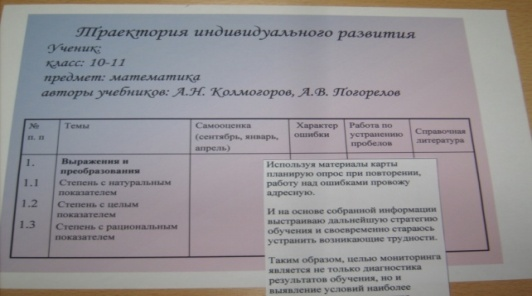 Траектория индивидуального развития
Ученик:
класс: 10-11
предмет: математика
авторы учебников: А.Н. Колмогоров, А.В. Погорелов
№ п. п
Темы
Самооценка (сентябрь, январь, апрель)
Характер ошибки
Работа по устранению пробелов
Справочная литература
1. Выражения и преобразования
1.1 Степень с натуральным показателем
1.2 Степень с целым показателем
1.3 Степень с рациональным показателем
Используя материалы карты
планирую опрос при повторении,
работу над ошибками провожу
адресную.
И на основе собранной информации
выстраиваю дальнейшую стратегию
обучения и своевременно стараюсь
устранить возникающие трудности.
Таким образом, целью мониторинга
является не только диагностика
результатов обучения, но и
выявление условий наиболее